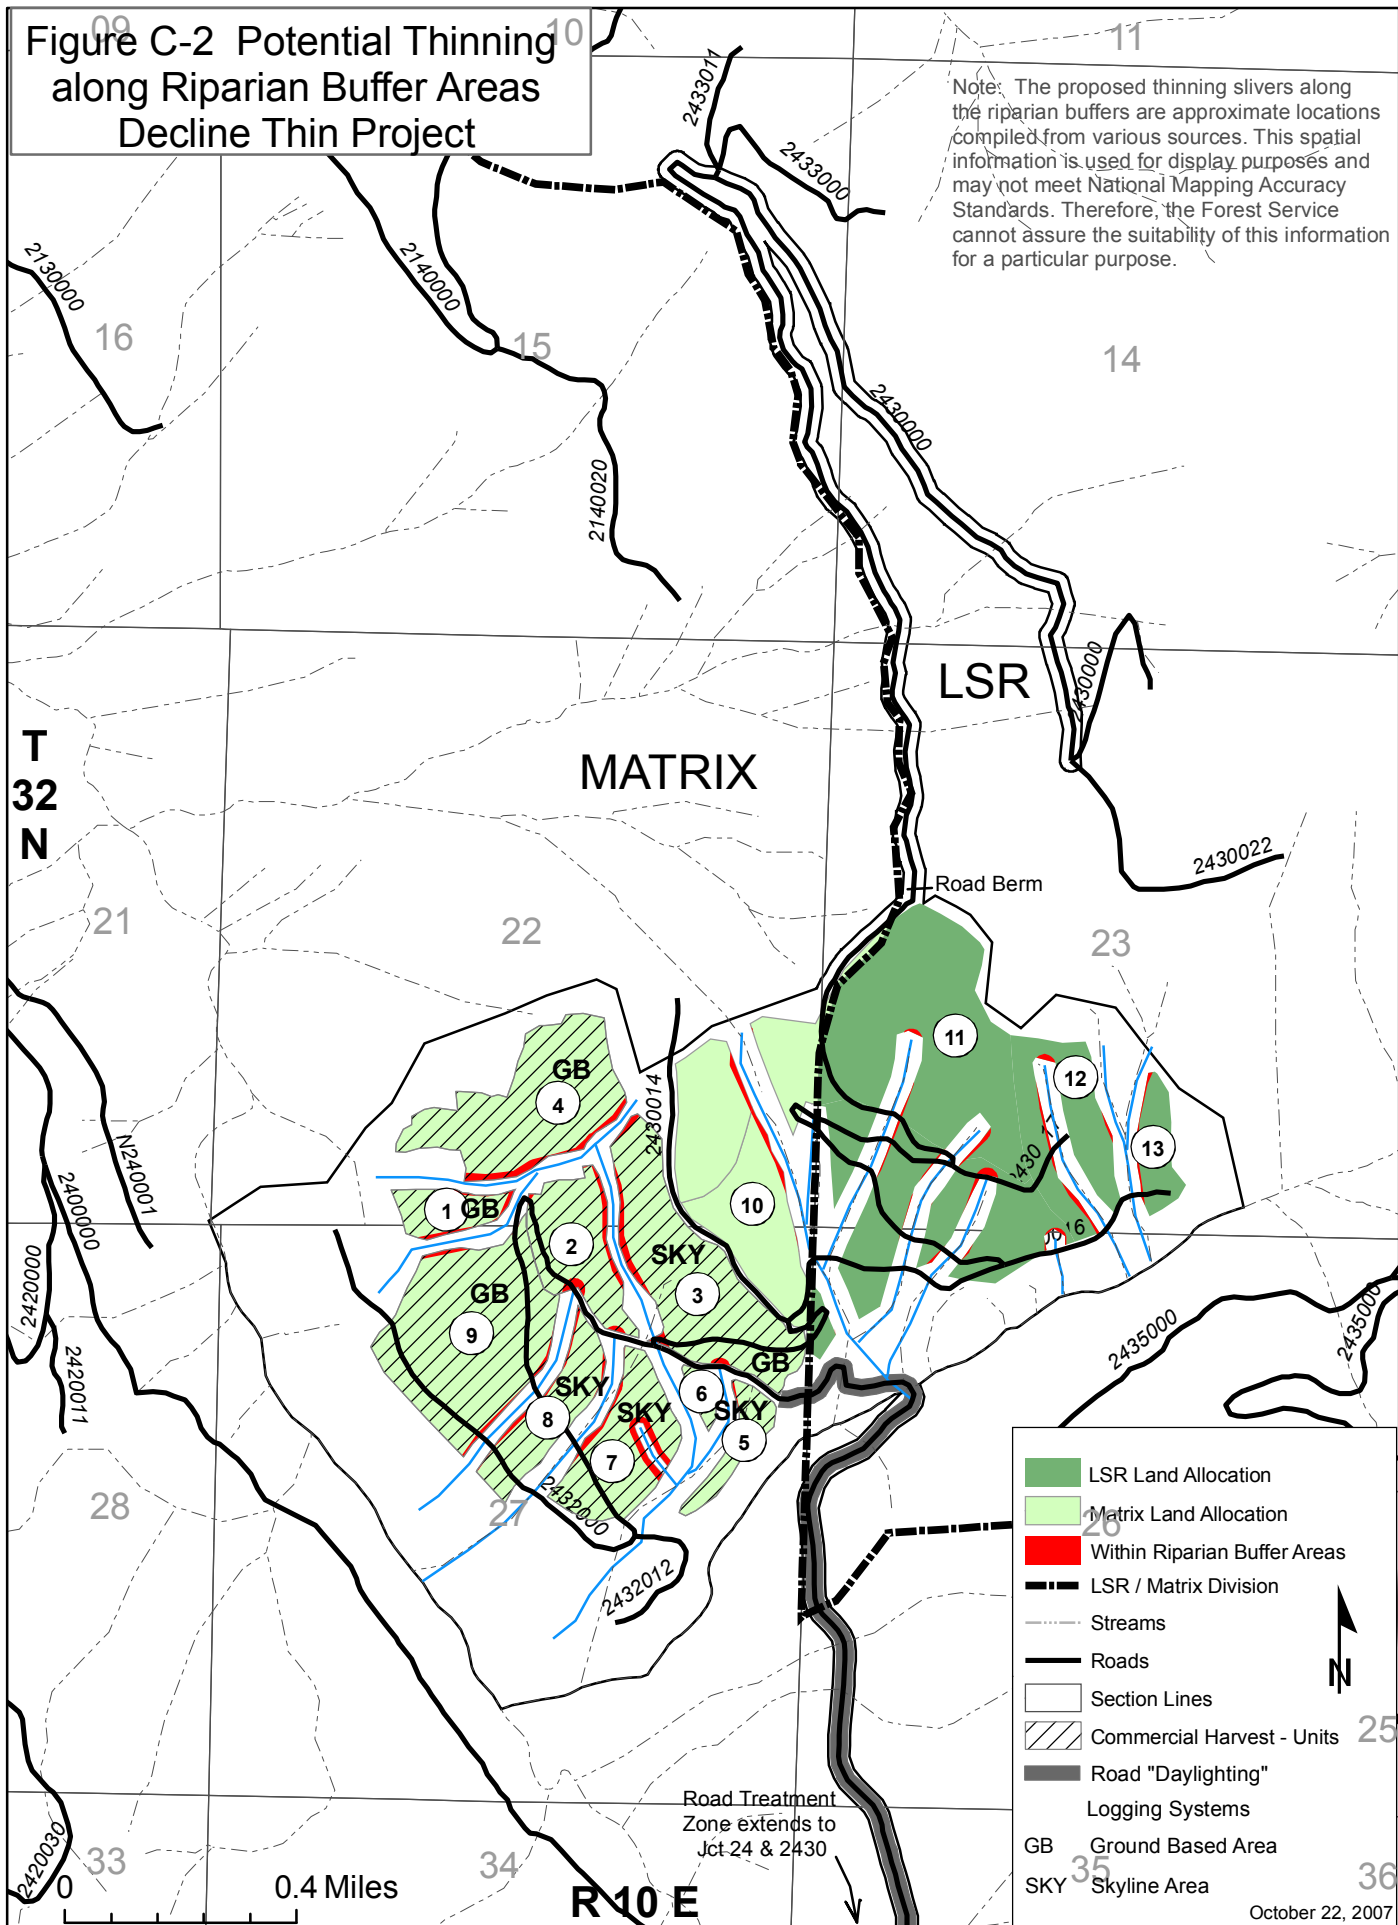 Figure C-2 Potential Thinning
along Riparian Buffer Areas
Decline Thin Project
09
10
11
Note: The proposed thinning slivers along
the riparian buffers are approximate locations
compiled from various sources. This spatial
information is used for display purposes and
may not meet National Mapping Accuracy
Standards. Therefore, the Forest Service
cannot assure the suitability of this information
for a particular purpose.
2433011
2433000
2130000
2140000
16
15
14
2430000
2140020
LSR
2430000
MATRIX
T
32
N
2430022
Road Berm
21
22
23
GB
4
11
12
13
2430014
N240001
2400000
2420000
1
GB
10
2
SKY
3
GB
9
GB
2435000
2435000
2420011
SKY
6
SKY
SKY
8
5
7
28
27
2432000
2432012
LSR Land Allocation
Matrix Land Allocation
26
Within Riparian Buffer Areas
LSR / Matrix Division
Streams
Roads
N
Section Lines
Commercial Harvest - Units
25
Road "Daylighting"
Logging Systems
GB Ground Based Area
SKY Skyline Area
35
36
Road Treatment
Zone extends to
Jct 24 & 2430
2420030
33
34
0 0.4 Miles
R 10 E
October 22, 2007